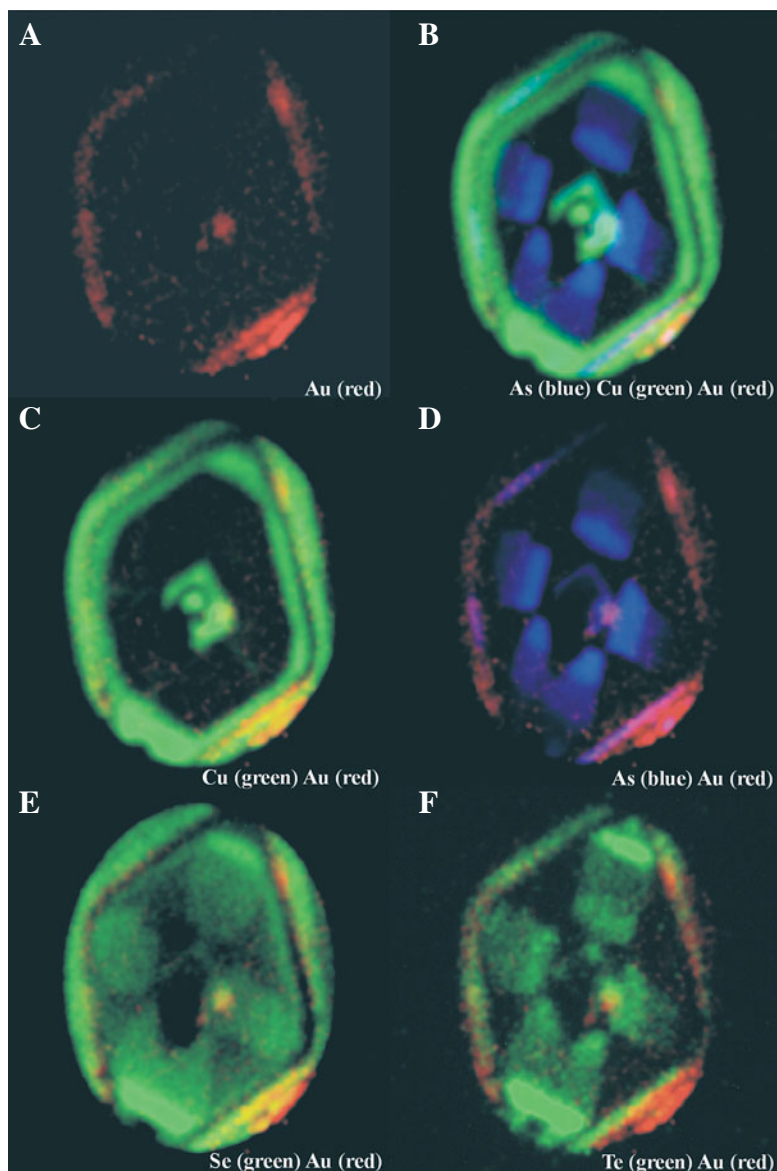 A
B
Au (red)
As (blue) Cu (green) Au (red)
C
D
Cu (green) Au (red)
As (blue) Au (red)
E
F
Se (green) Au (red)
Te (green) Au (red)